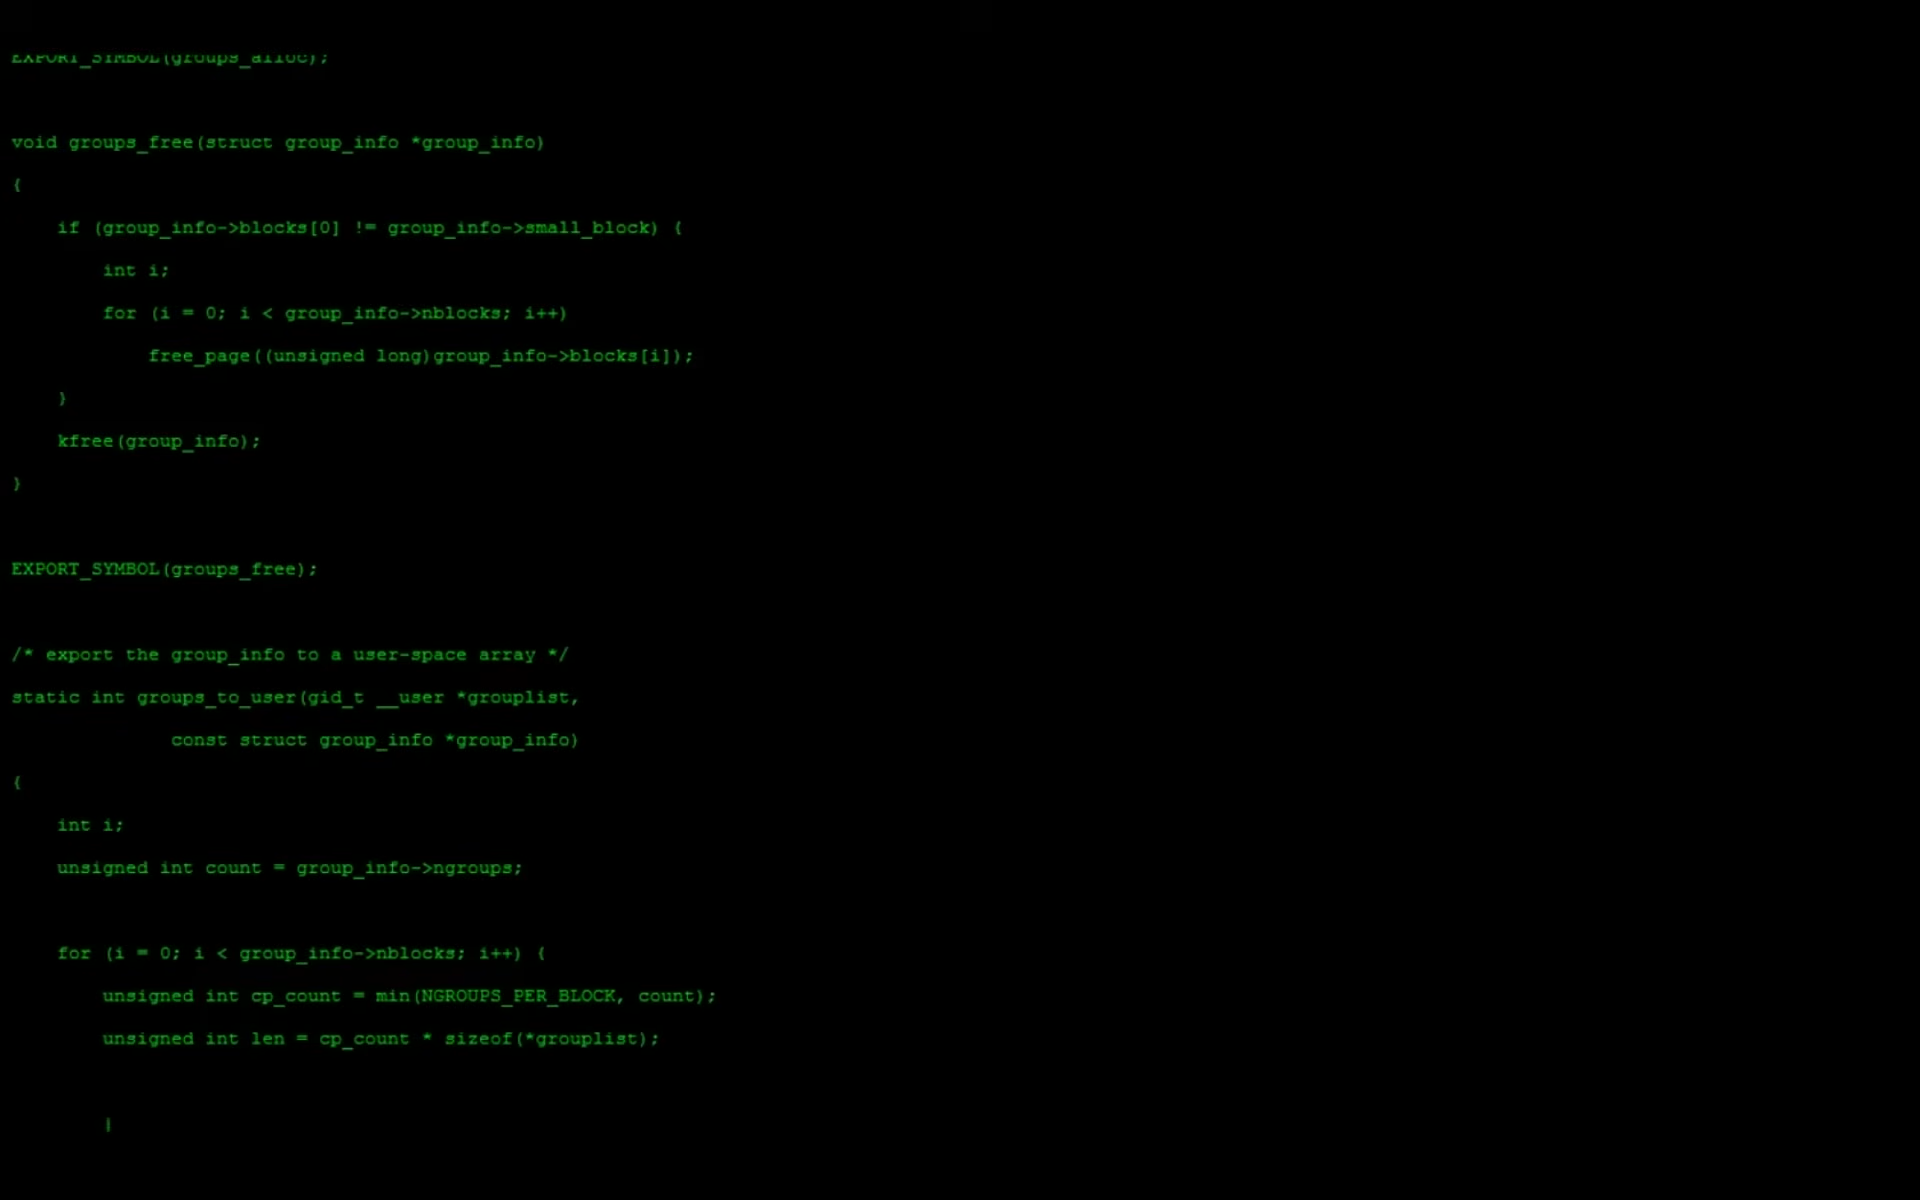 EXPORT_SYMBOL(groups_alloc);
void groups_free(struct group_info *group_info)
{
    if (group_info->blocks[0] != group_info->small_block) {
        int i;
        for (i = 0; i < group_info->nblocks; i++)
            free_page((unsigned long)group_info->blocks[i]);
    }
    kfree(group_info);
}
EXPORT_SYMBOL(groups_free);
/* export the group_info to a user-space array */
static int groups_to_user(gid_t __user *grouplist,
              const struct group_info *group_info)
{
    int i;
    unsigned int count = group_info->ngroups;
    for (i = 0; i < group_info->nblocks; i++) {
        unsigned int cp_count = min(NGROUPS_PER_BLOCK, count);
        unsigned int len = cp_count * sizeof(*grouplist);
        |